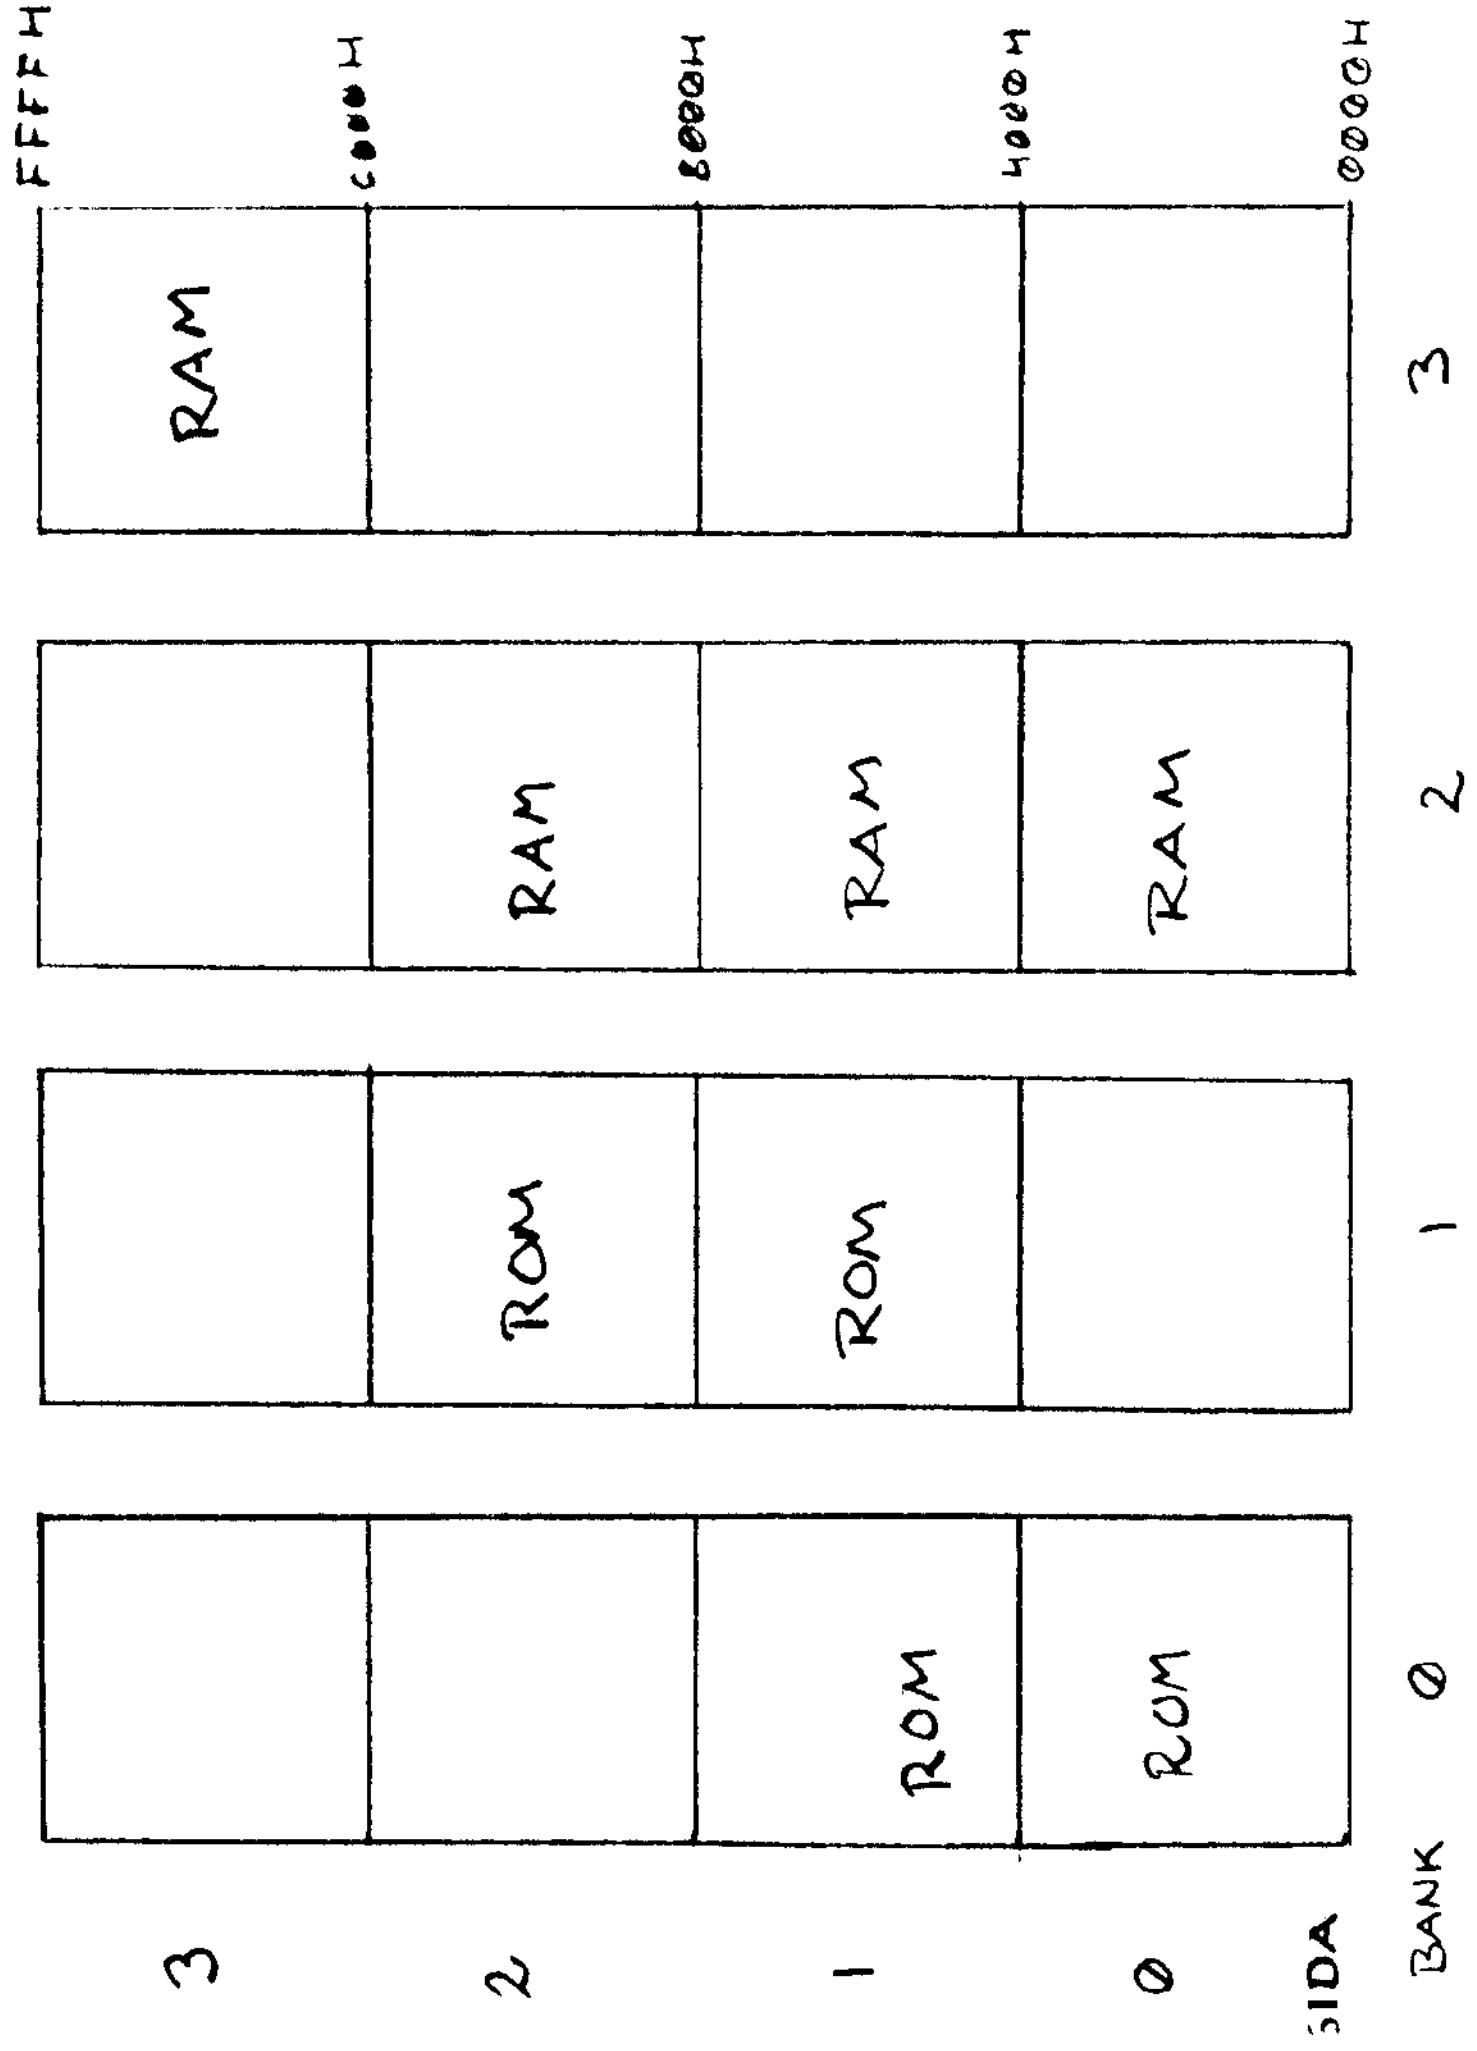 FFFFH
3 RAM
C000H
2 ROM RAM
8000H
1 ROM ROM RAM
4000H
0 ROM RAM
SIDA 0000H
BANK 0 1 2 3